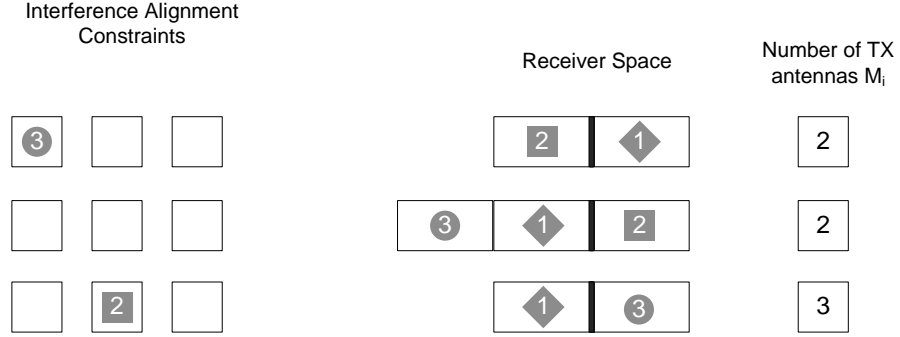 Interference Alignment
Constraints
Receiver Space
Number of TX
antennas Mi
3
2
1
2
3
1
2
2
2
1
3
3